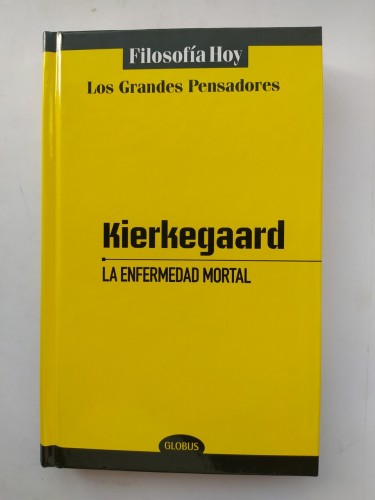 Filosofía Hoy
Los Grandes Pensadores
Kierkegaard
LA ENFERMEDAD MORTAL
GLOBUS